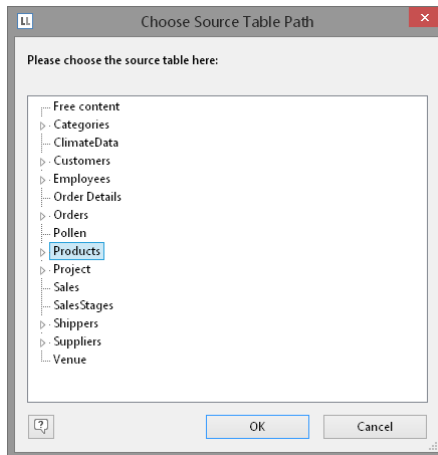 LL
Choose Source Table Path
×
Please choose the source table here:
Free content
Categories
ClimateData
Customers
Employees
Order Details
Orders
Pollen
Products
Project
Sales
SalesStages
Shippers
Suppliers
Venue
?
OK
Cancel